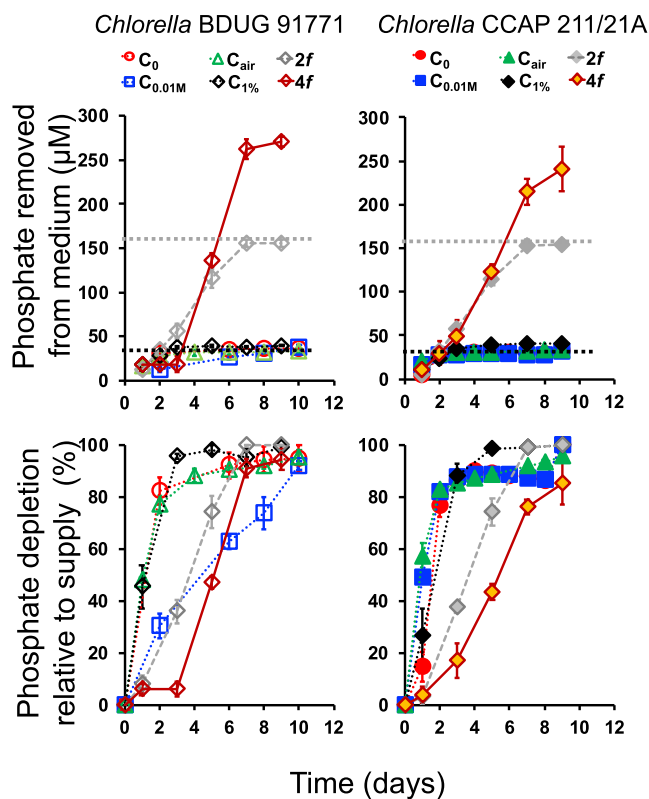 Chlorella BDUG 91771 Chlorella CCAP 211/21A
C0 Cair 2f C0 Cair 2f
C0.01M C1% 4f C0.01M C1% 4f
Phosphate removed
from medium (µM)
300 300
250 250
200 200
150 150
100 100
50 50
0 0
0 2 4 6 8 10 12 0 2 4 6 8 10 12
Phosphate depletion
relative to supply (%)
100 100
80 80
60 60
40 40
20 20
0 0
0 2 4 6 8 10 12 0 2 4 6 8 10 12
Time (days)